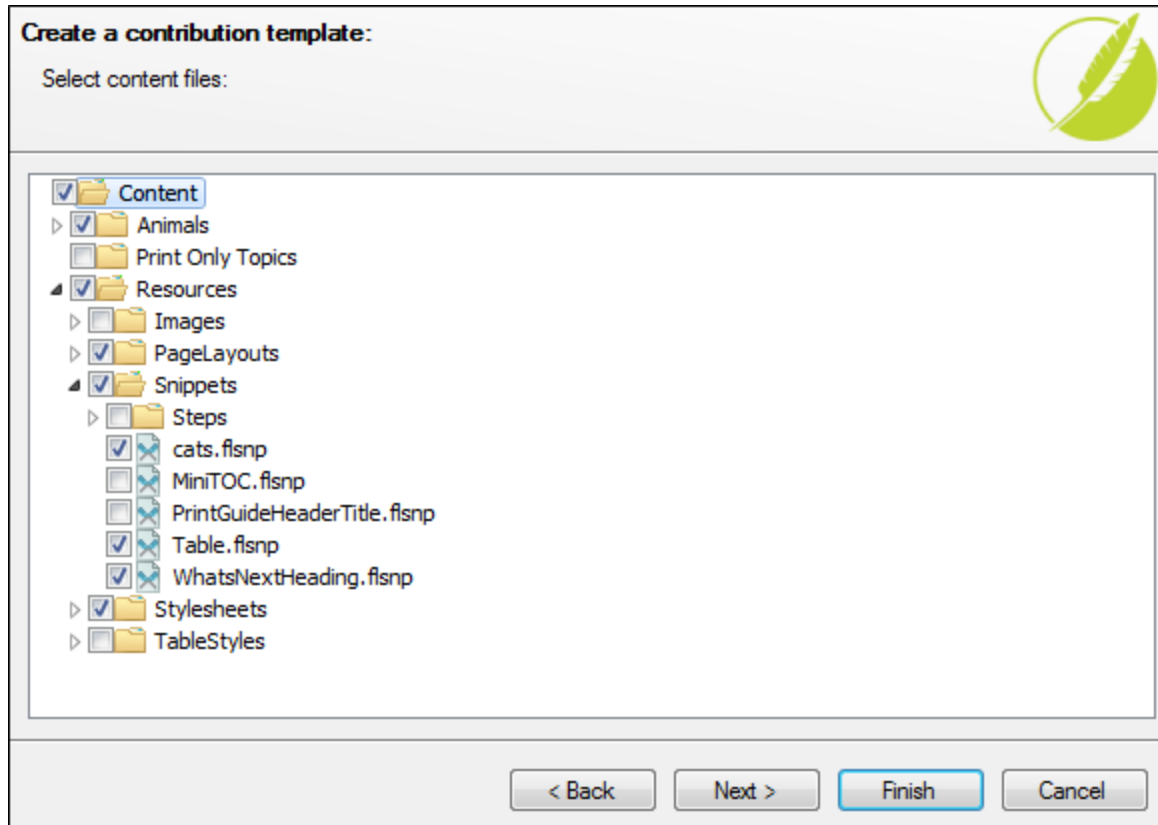 Create a contribution template:
Select content files:
Content
Animals
Print Only Topics
Resources
Images
PageLayouts
Snippets
Steps
cats.flsnp
MiniTOC.flsnp
PrintGuideHeaderTitle.flsnp
Table.flsnp
WhatsNextHeading.flsnp
Stylesheets
TableStyles
< Back Next > Finish Cancel